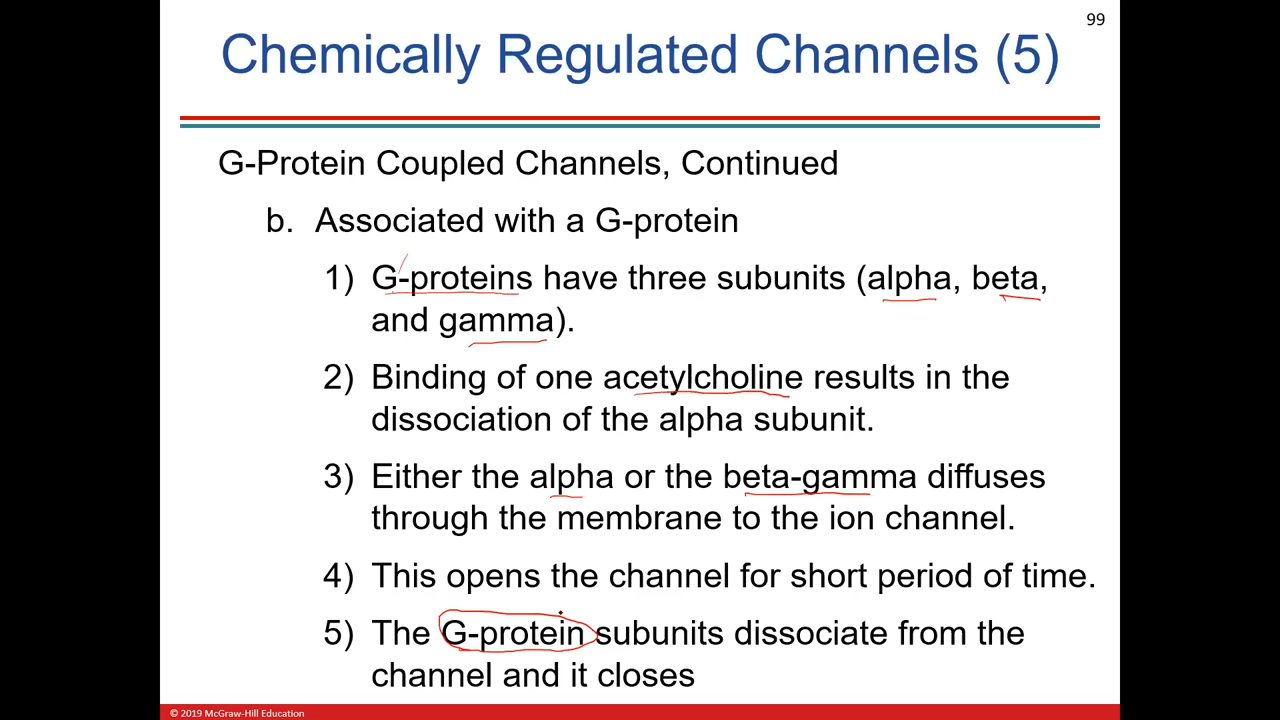 99
Chemically Regulated Channels (5)
G-Protein Coupled Channels, Continued
b. Associated with a G-protein
1) G-proteins have three subunits (alpha, beta,
and gamma).
2) Binding of one acetylcholine results in the
dissociation of the alpha subunit.
3) Either the alpha or the beta-gamma diffuses
through the membrane to the ion channel.
4) This opens the channel for short period of time.
5) The G-protein subunits dissociate from the
channel and it closes
© 2019 McGraw-Hill Education